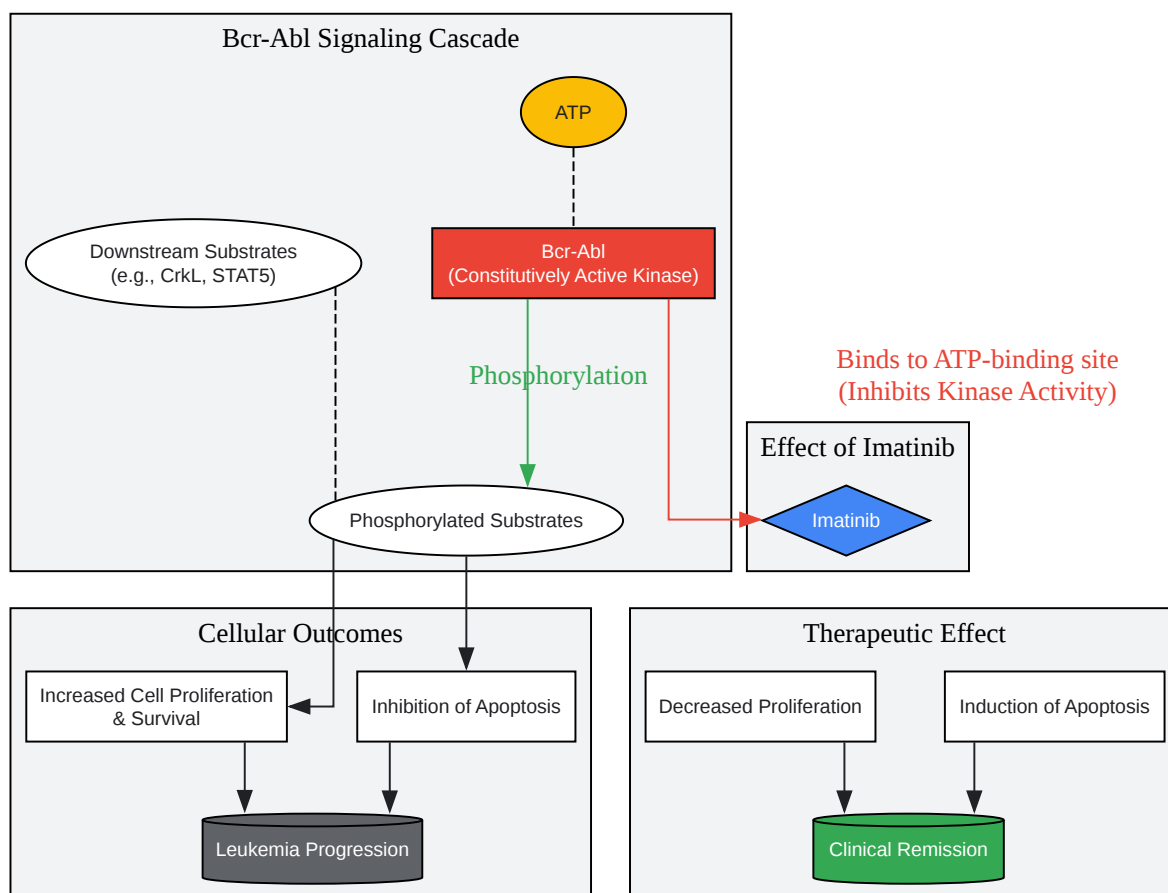 Bcr-Abl Signaling Cascade
ATP
Downstream Substrates
(e.g., CrkL, STAT5)
Bcr-Abl
(Constitutively Active Kinase)
Phosphorylation
Binds to ATP-binding site
(Inhibits Kinase Activity)
Effect of Imatinib
Imatinib
Phosphorylated Substrates
Cellular Outcomes
Increased Cell Proliferation
& Survival
Inhibition of Apoptosis
Leukemia Progression
Therapeutic Effect
Decreased Proliferation
Induction of Apoptosis
Clinical Remission